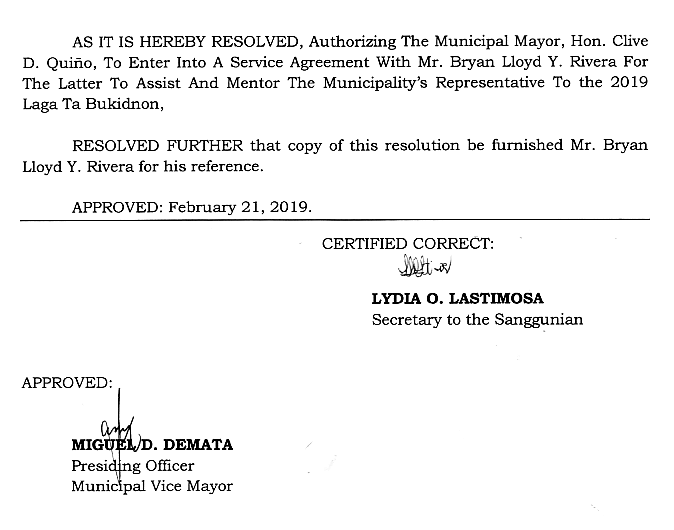 AS IT IS HEREBY RESOLVED, Authorizing The Municipal Mayor, Hon. Clive
D. Quiño, To Enter Into A Service Agreement With Mr. Bryan Lloyd Y. Rivera For
The Latter To Assist And Mentor The Municipality's Representative To the 2019
Laga Ta Bukidnon,
RESOLVED FURTHER that copy of this resolution be furnished Mr. Bryan
Lloyd Y. Rivera for his reference.
APPROVED: February 21, 2019.
CERTIFIED CORRECT:
LYDIA O. LASTIMOSA
Secretary to the Sanggunian
APPROVED:
MIGUEL D. DEMATA
Presiding Officer
Municipal Vice Mayor